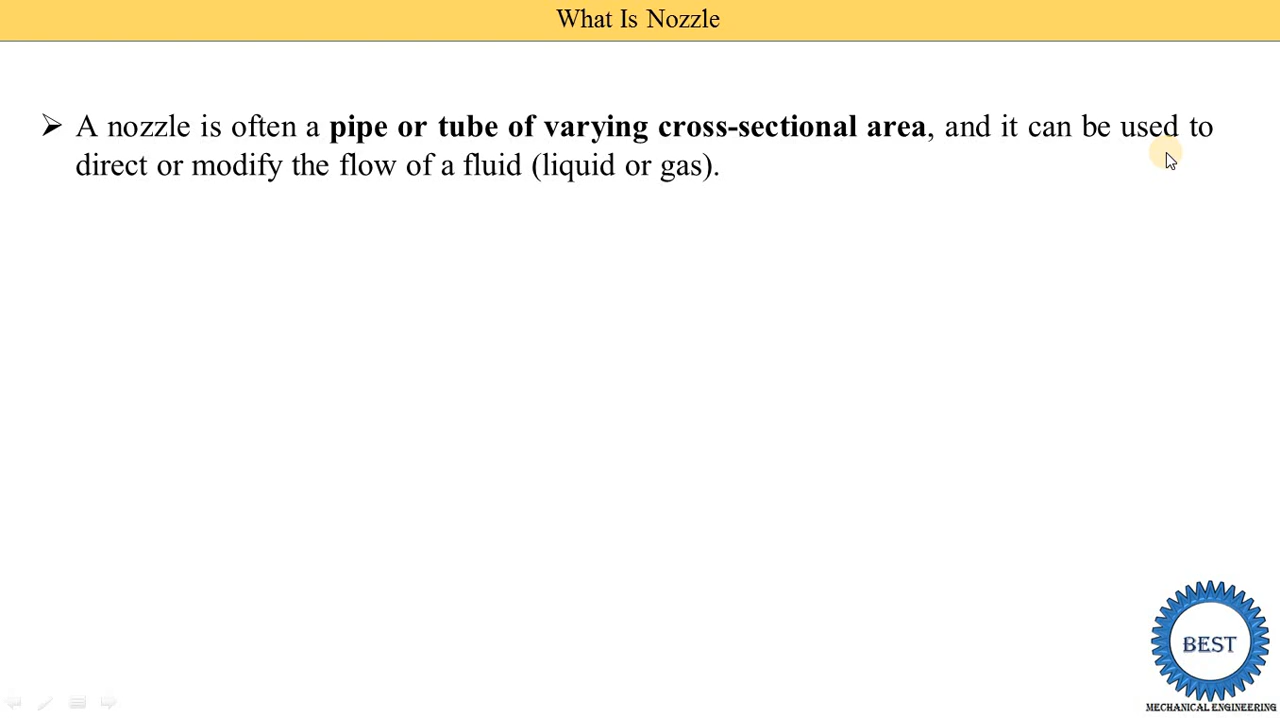 What Is Nozzle
➢ A nozzle is often a pipe or tube of varying cross-sectional area, and it can be used to
direct or modify the flow of a fluid (liquid or gas).
BEST
MECHANICAL ENGINEERING